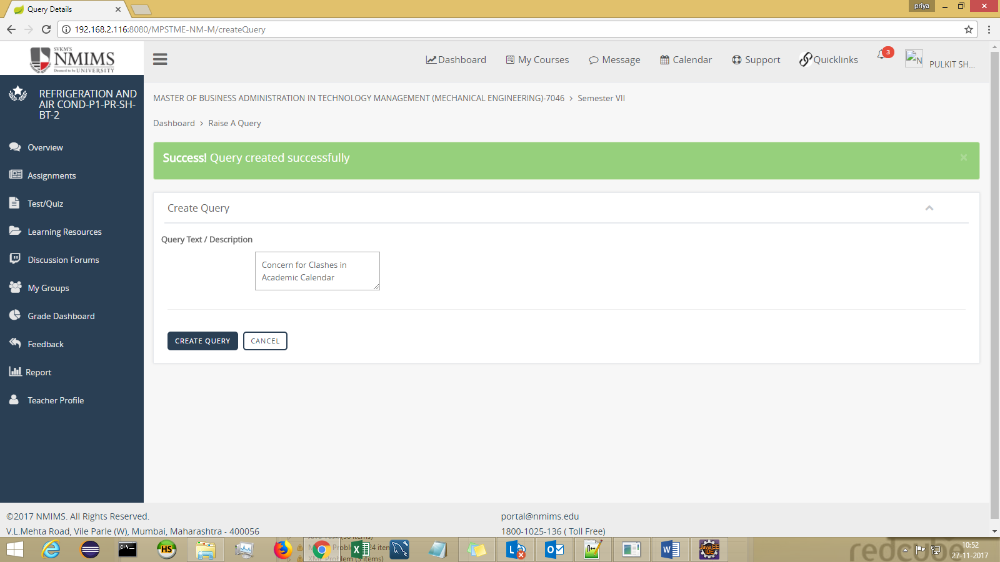 Query Details
priya
192.168.2.116:8080/MPSTME-NM-M/createQuery
SVKM'S
NMIMS
Deemed to be UNIVERSITY
Dashboard
My Courses
Message
Calendar
Support
Quicklinks
3
N
PULKIT SH...
REFRIGERATION AND
AIR COND-P1-PR-SH-
BT-2
Overview
Assignments
Test/Quiz
Learning Resources
Discussion Forums
My Groups
Grade Dashboard
Feedback
Report
Teacher Profile
MASTER OF BUSINESS ADMINISTRATION IN TECHNOLOGY MANAGEMENT (MECHANICAL ENGINEERING)-7046 > Semester VII
Dashboard > Raise A Query
Success! Query created successfully
Create Query
Query Text / Description
Concern for Clashes in
Academic Calendar
CREATE QUERY
CANCEL
©2017 NMIMS. All Rights Reserved.
V.L.Mehta Road, Vile Parle (W), Mumbai, Maharashtra - 400056
portal@nmims.edu
1800-1025-136 ( Toll Free)
C:\_
HS
Java EE
IDE
redcube
10:52
27-11-2017